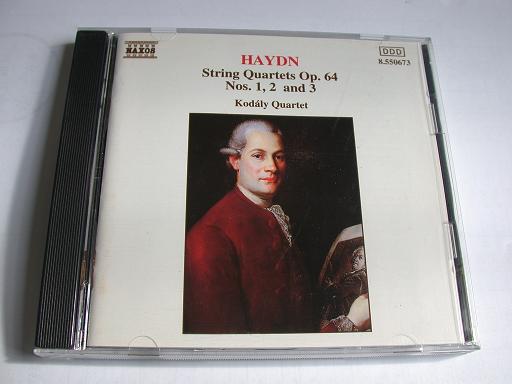 NAXOS
DDD
8.550673
HAYDN
String Quartets Op. 64
Nos. 1, 2 and 3
Kodály Quartet